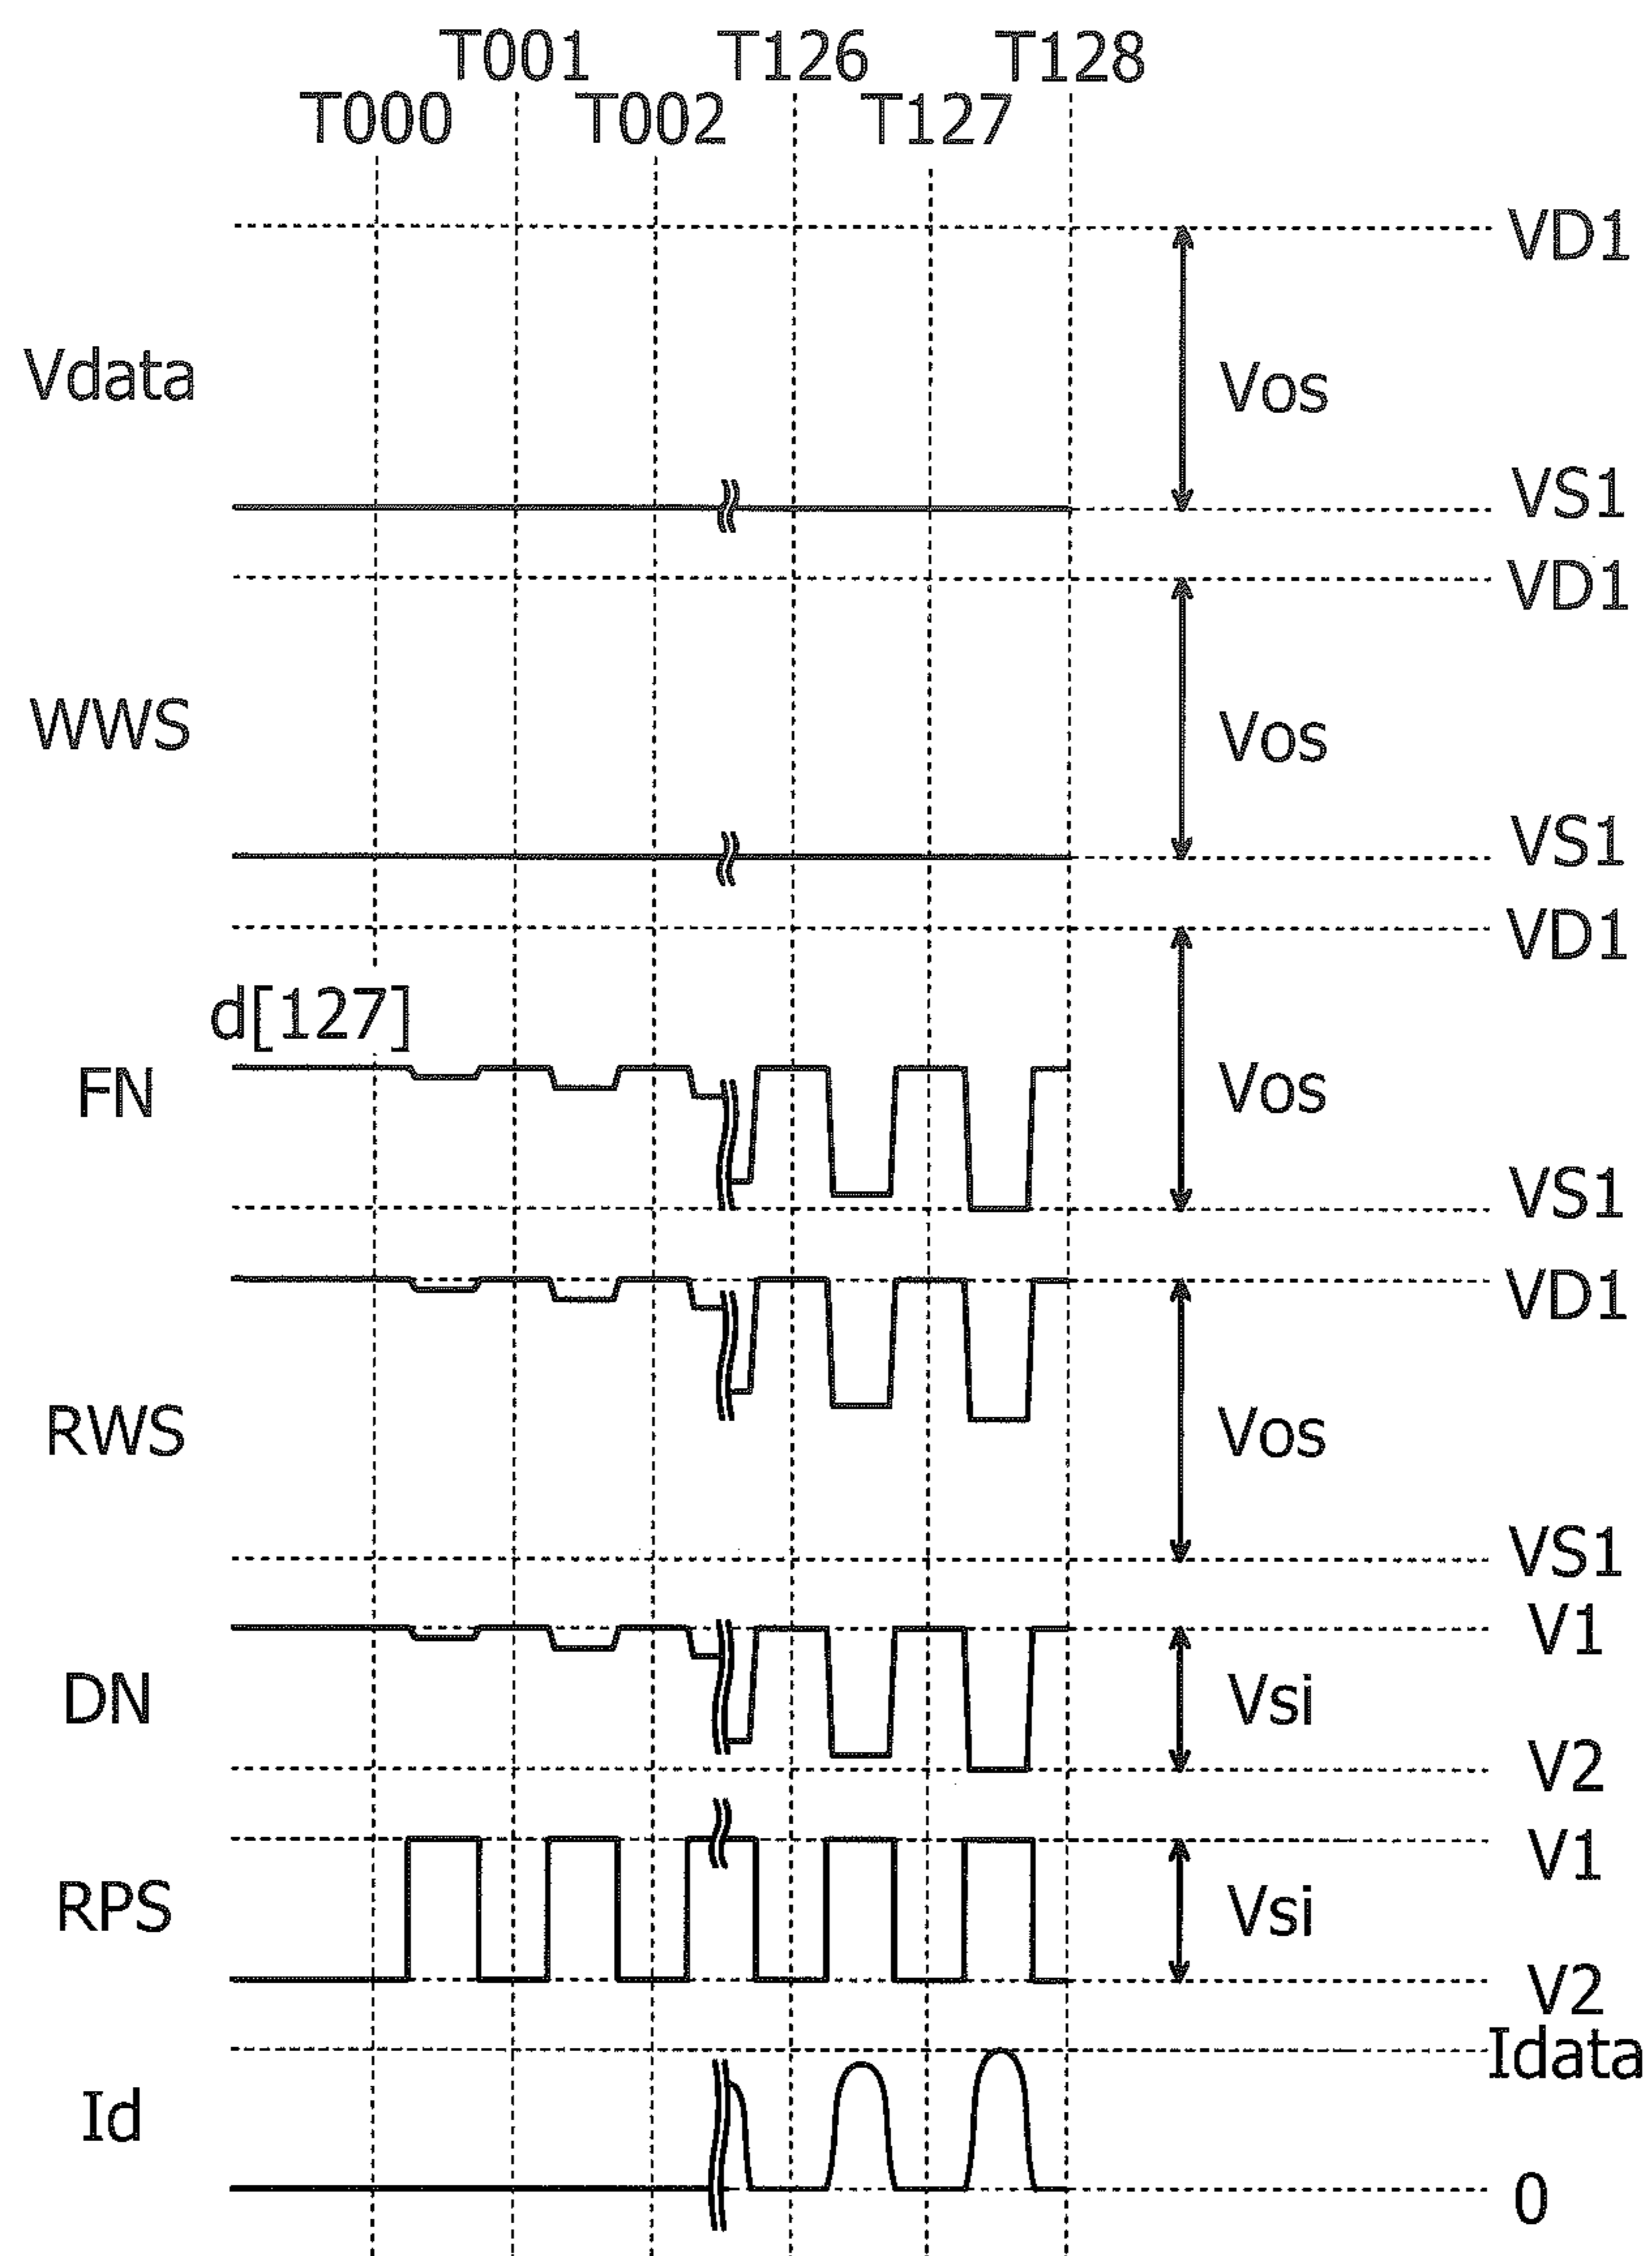 T001 T126 T128
T000 T002 T127
VD1
Vdata
Vos
VS1
VD1
WWS
Vos
VS1
VD1
d[127]
FN
Vos
VS1
VD1
RWS
Vos
VS1
V1
DN
Vsi
V2
V1
RPS
Vsi
V2
Idata
Id
0